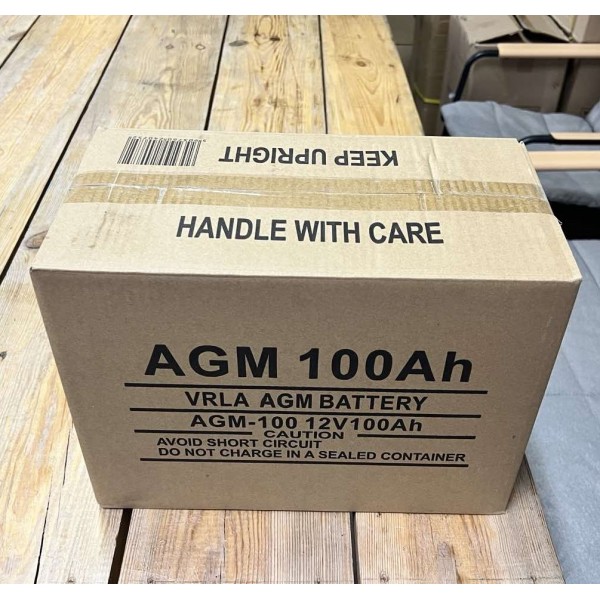 KEEP UPRIGHT
HANDLE WITH CARE
AGM 100Ah
VRLA AGM BATTERY
AGM-100 12V100Ah
CAUTION
AVOID SHORT CIRCUIT
DO NOT CHARGE IN A SEALED CONTAINER